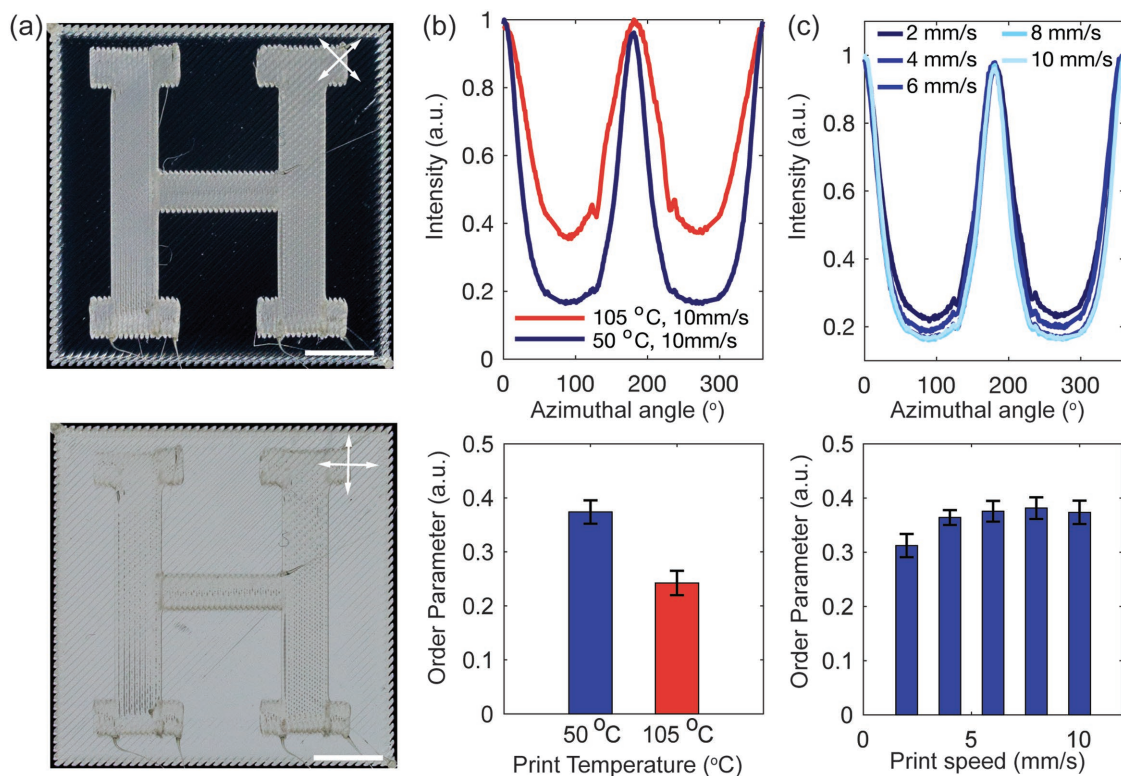 (a)
(b)
Intensity (a.u.)
1
0.8
0.6
0.4
0.2
0
105 °C, 10mm/s
50 °C, 10mm/s
0 100 200 300
Azimuthal angle (°)
(c)
Intensity (a.u.)
1
0.8
0.6
0.4
0.2
2 mm/s
4 mm/s
6 mm/s
8 mm/s
10 mm/s
0 100 200 300
Azimuthal angle (°)
Order Parameter (a.u.)
0.5
0.4
0.3
0.2
0.1
0
50 °C 105 °C
Print Temperature (°C)
Order Parameter (a.u.)
0.5
0.4
0.3
0.2
0.1
0
0 5 10
Print speed (mm/s)